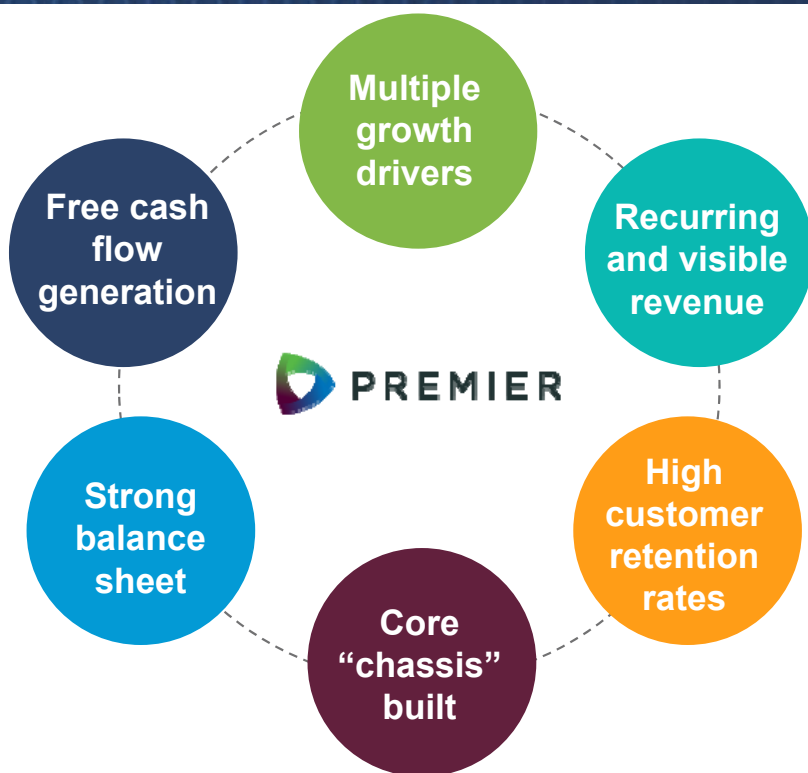 Multiple
growth
drivers
Recurring
and visible
revenue
High
customer
retention
rates
Core
“chassis”
built
Strong
balance
sheet
Free cash
flow
generation
PREMIER